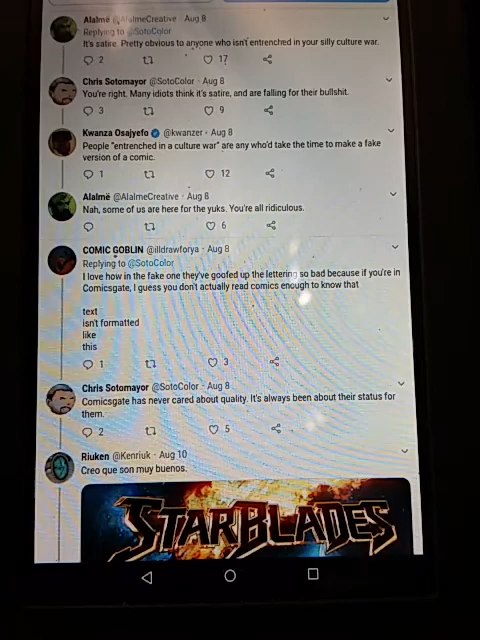 Alalmë @AlalmeCreative · Aug 8
Replying to @SotoColor
It's satire. Pretty obvious to anyone who isn't entrenched in your silly culture war.
2 17
Chris Sotomayor @SotoColor · Aug 8
You're right. Many idiots think it's satire, and are falling for their bullshit.
3 9
Kwanza Osajyefo @kwanzer · Aug 8
People "entrenched in a culture war" are any who'd take the time to make a fake
version of a comic.
1 12
Alalmë @AlalmeCreative · Aug 8
Nah, some of us are here for the yuks. You're all ridiculous.
6
COMIC GOBLIN @illdrawforya · Aug 8
Replying to @SotoColor
I love how in the fake one they've goofed up the lettering so bad because if you're in
Comicsgate, I guess you don't actually read comics enough to know that
text
isn't formatted
like
this
1 3
Chris Sotomayor @SotoColor · Aug 8
Comicsgate has never cared about quality. It's always been about their status for
them.
2 5
Riuken @Kenriuk · Aug 10
Creo que son muy buenos.
STARBLADES